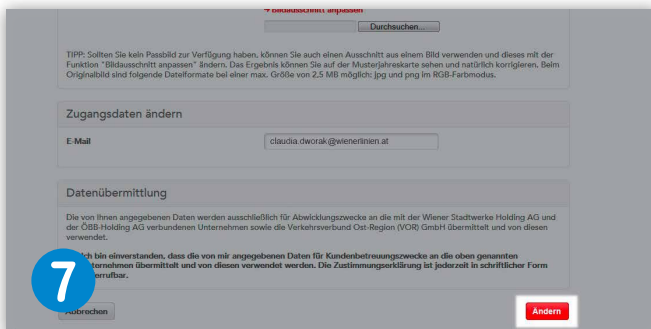 ➔ Bildausschnitt anpassen
Durchsuchen...
TIPP: Sollten Sie kein Passbild zur Verfügung haben, können Sie auch einen Ausschnitt aus einem Bild verwenden und dieses mit der
Funktion "Bildausschnitt anpassen" ändern. Das Ergebnis können Sie auf der Musterjahreskarte sehen und natürlich korrigieren. Beim
Originalbild sind folgende Dateiformate bei einer max. Größe von 2,5 MB möglich: jpg und png im RGB-Farbmodus.
Zugangsdaten ändern
E-Mail claudia.dworak@wienerlinien.at
Datenübermittlung
Die von Ihnen angegebenen Daten werden ausschließlich für Abwicklungszwecke an die mit der Wiener Stadtwerke Holding AG und
der ÖBB-Holding AG verbundenen Unternehmen sowie die Verkehrsverbund Ost-Region (VOR) GmbH übermittelt und von diesen
verwendet.
ch bin einverstanden, dass die von mir angegebenen Daten für Kundenbetreuungszwecke an die oben genannten
ternehmen übermittelt und von diesen verwendet werden. Die Zustimmungserklärung ist jederzeit in schriftlicher Form
errufbar.
7
Abbrechen Ändern